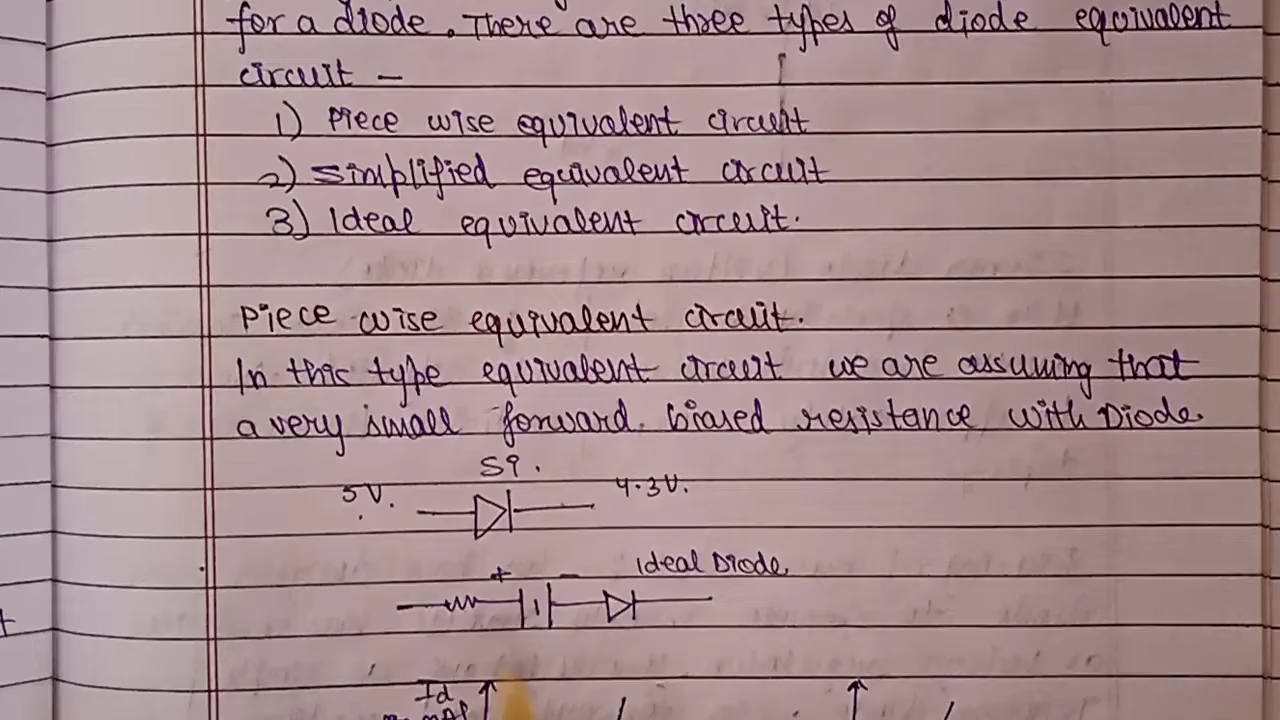 for a diode. There are three types of diode equivalent
circuit –
1) Piece wise equivalent circuit
2) Simplified equivalent circuit
3) Ideal equivalent circuit.
Piece wise equivalent circuit.
In this type equivalent circuit we are assuming that
a very small forward biased resistance with Diode.
Si.
5V. 4.3V.
+ – Ideal Diode
Id